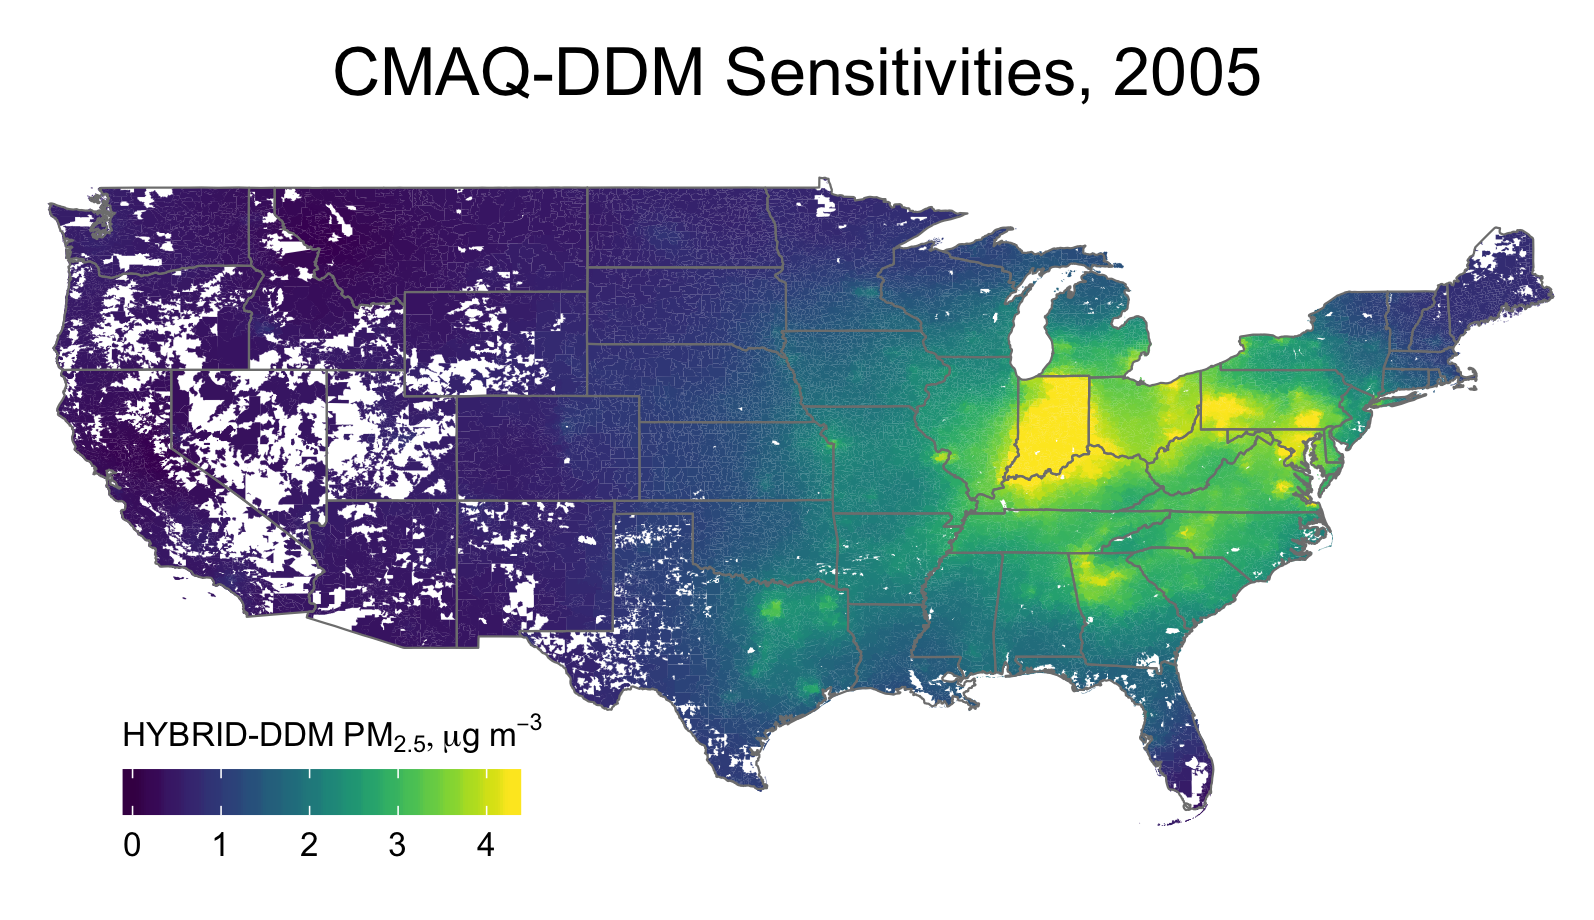 CMAQ-DDM Sensitivities, 2005
HYBRID-DDM PM₂.₅, μg m⁻³
0 1 2 3 4